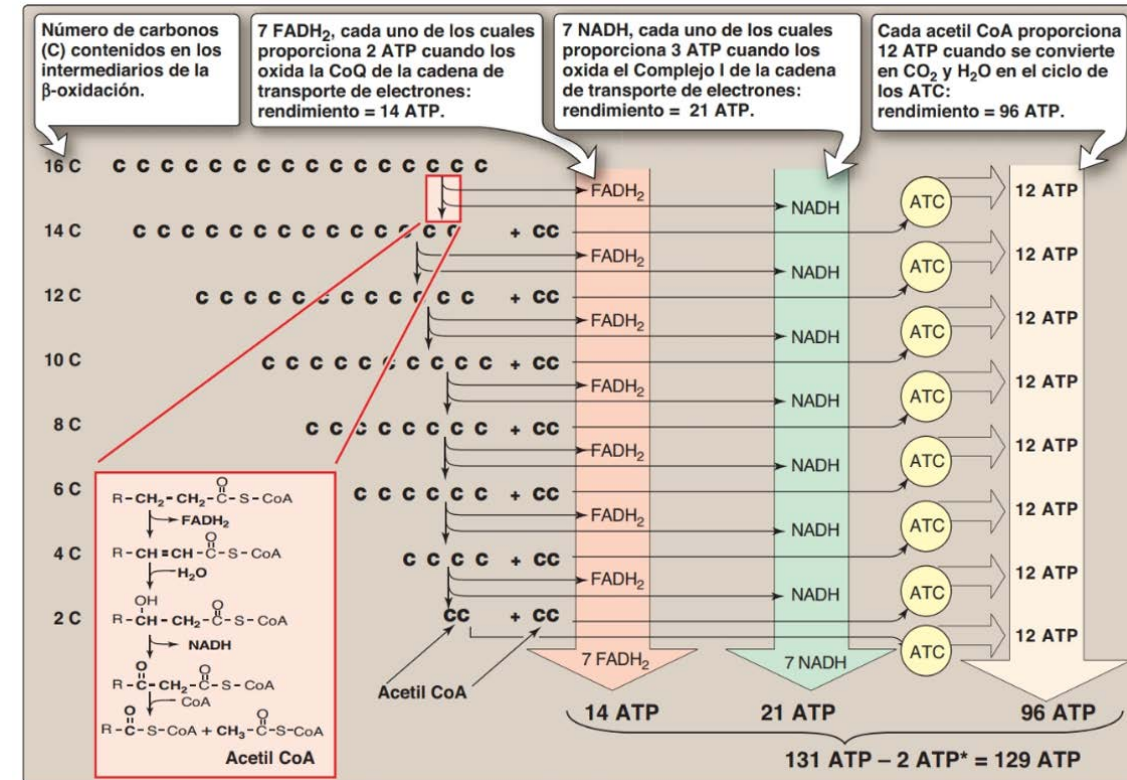 Número de carbonos
(C) contenidos en los
intermediarios de la
β-oxidación.
7 FADH₂, cada uno de los cuales
proporciona 2 ATP cuando los
oxida la CoQ de la cadena de
transporte de electrones:
rendimiento = 14 ATP.
7 NADH, cada uno de los cuales
proporciona 3 ATP cuando los
oxida el Complejo I de la cadena
de transporte de electrones:
rendimiento = 21 ATP.
Cada acetil CoA proporciona
12 ATP cuando se convierte
en CO₂ y H₂O en el ciclo de
los ATC:
rendimiento = 96 ATP.
16 C C C C C C C C C C C C C C C C C
FADH₂ NADH ATC 12 ATP
14 C C C C C C C C C C C C C C C + CC
FADH₂ NADH ATC 12 ATP
12 C C C C C C C C C C C C C + CC
FADH₂ NADH ATC 12 ATP
10 C C C C C C C C C C C + CC
FADH₂ NADH ATC 12 ATP
8 C C C C C C C C C + CC
FADH₂ NADH ATC 12 ATP
6 C C C C C C C + CC
FADH₂ NADH ATC 12 ATP
4 C C C C C + CC
FADH₂ NADH ATC 12 ATP
2 C CC + CC
ATC 12 ATP
7 FADH₂ 7 NADH
Acetil CoA
14 ATP 21 ATP 96 ATP
131 ATP – 2 ATP* = 129 ATP
O
R–CH₂–CH₂–C–S–CoA
FADH₂
O
R–CH=CH–C–S–CoA
H₂O
OH O
R–CH–CH₂–C–S–CoA
NADH
O O
R–C–CH₂–C–S–CoA
CoA
O O
R–C–S–CoA + CH₃–C–S–CoA
Acetil CoA